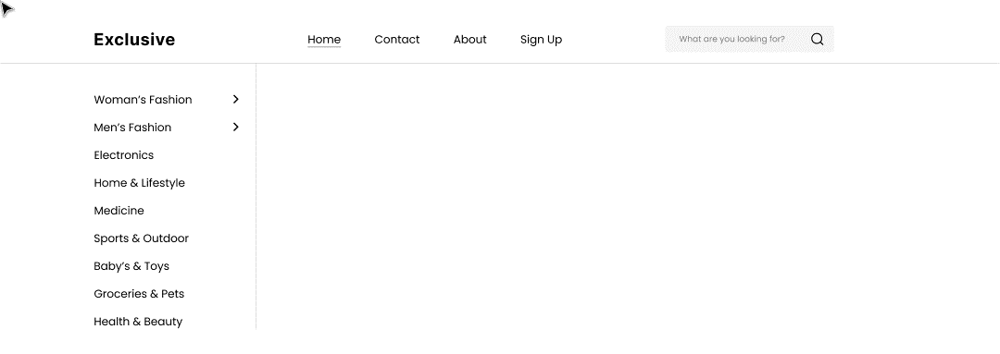 Exclusive
Home Contact About Sign Up
What are you looking for?
Woman’s Fashion
Men’s Fashion
Electronics
Home & Lifestyle
Medicine
Sports & Outdoor
Baby’s & Toys
Groceries & Pets
Health & Beauty